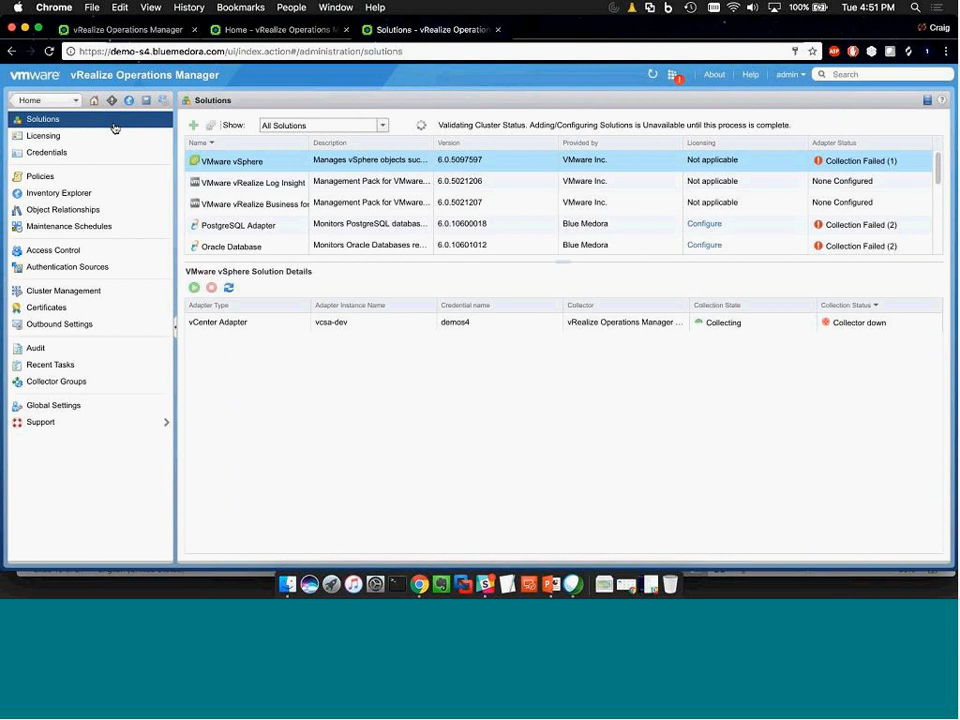 Chrome File Edit View History Bookmarks People Window Help 100% Tue 4:51 PM
vRealize Operations Manager × Home - vRealize Operations M × Solutions - vRealize Operation × Craig
https://demo-s4.bluemedora.com/ui/index.action#/administration/solutions
vmware vRealize Operations Manager About Help admin Search
Home
Solutions
Licensing
Credentials
Policies
Inventory Explorer
Object Relationships
Maintenance Schedules
Access Control
Authentication Sources
Cluster Management
Certificates
Outbound Settings
Audit
Recent Tasks
Collector Groups
Global Settings
Support
Solutions
Show: All Solutions Validating Cluster Status. Adding/Configuring Solutions is Unavailable until this process is complete.
Name Description Version Provided by Licensing Adapter Status
VMware vSphere Manages vSphere objects suc... 6.0.5097597 VMware Inc. Not applicable Collection Failed (1)
VMware vRealize Log Insight Management Pack for VMware... 6.0.5021206 VMware Inc. Not applicable None Configured
VMware vRealize Business for Management Pack for VMware... 6.0.5021207 VMware Inc. Not applicable None Configured
PostgreSQL Adapter Monitors PostgreSQL databas... 6.0.10600018 Blue Medora Configure Collection Failed (2)
Oracle Database Monitors Oracle Databases re... 6.0.10601012 Blue Medora Configure Collection Failed (2)
VMware vSphere Solution Details
Adapter Type Adapter Instance Name Credential name Collector Collection State Collection Status
vCenter Adapter vcsa-dev demos4 vRealize Operations Manager ... Collecting Collector down